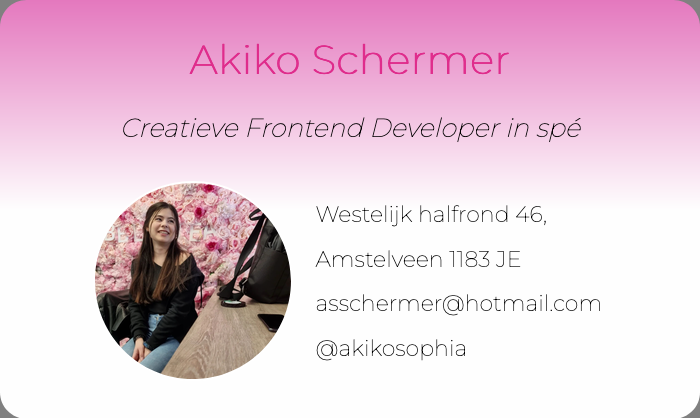 Akiko Schermer
Creatieve Frontend Developer in spé
Westelijk halfrond 46,
Amstelveen 1183 JE
asschermer@hotmail.com
@akikosophia